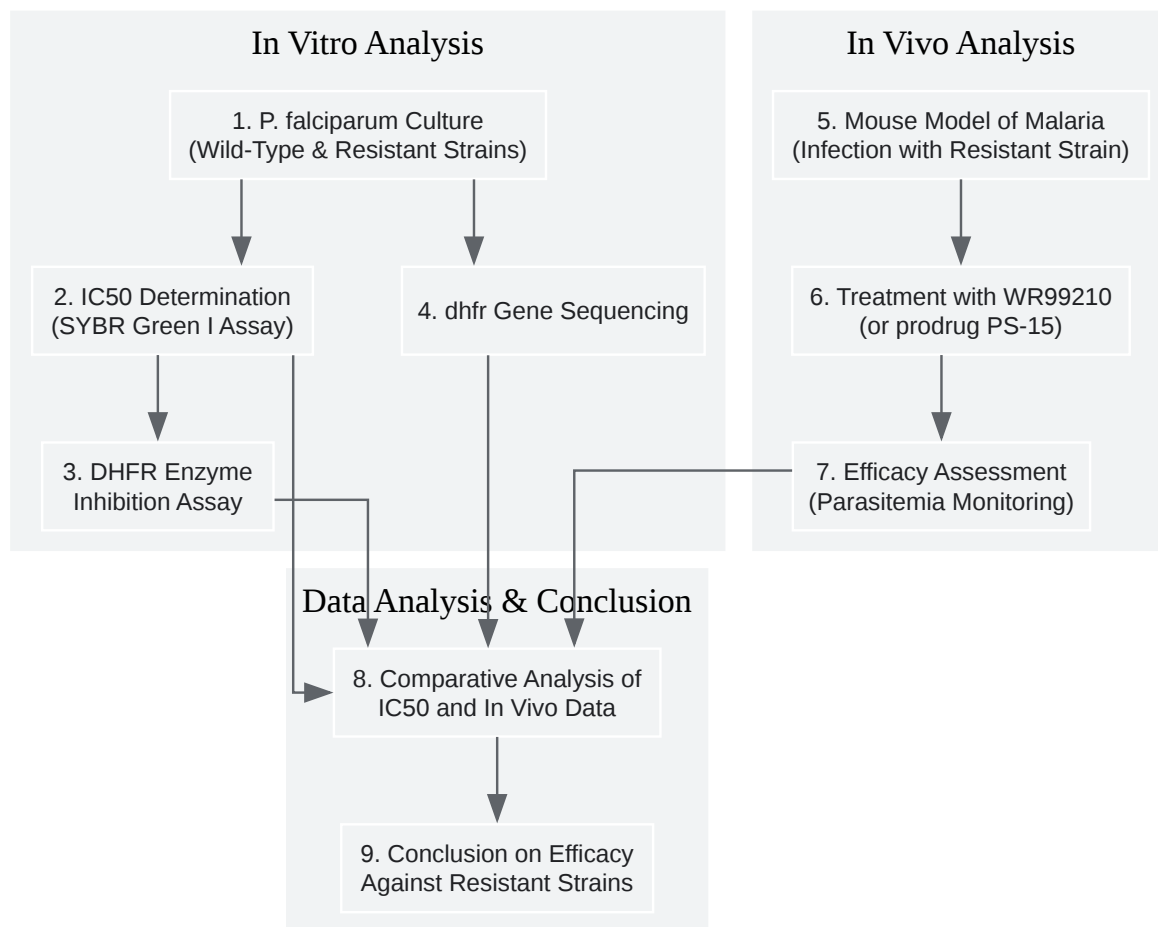 In Vitro Analysis
1. P. falciparum Culture
(Wild-Type & Resistant Strains)
2. IC50 Determination
(SYBR Green I Assay)
4. dhfr Gene Sequencing
3. DHFR Enzyme
Inhibition Assay
In Vivo Analysis
5. Mouse Model of Malaria
(Infection with Resistant Strain)
6. Treatment with WR99210
(or prodrug PS-15)
7. Efficacy Assessment
(Parasitemia Monitoring)
Data Analysis & Conclusion
8. Comparative Analysis of
IC50 and In Vivo Data
9. Conclusion on Efficacy
Against Resistant Strains